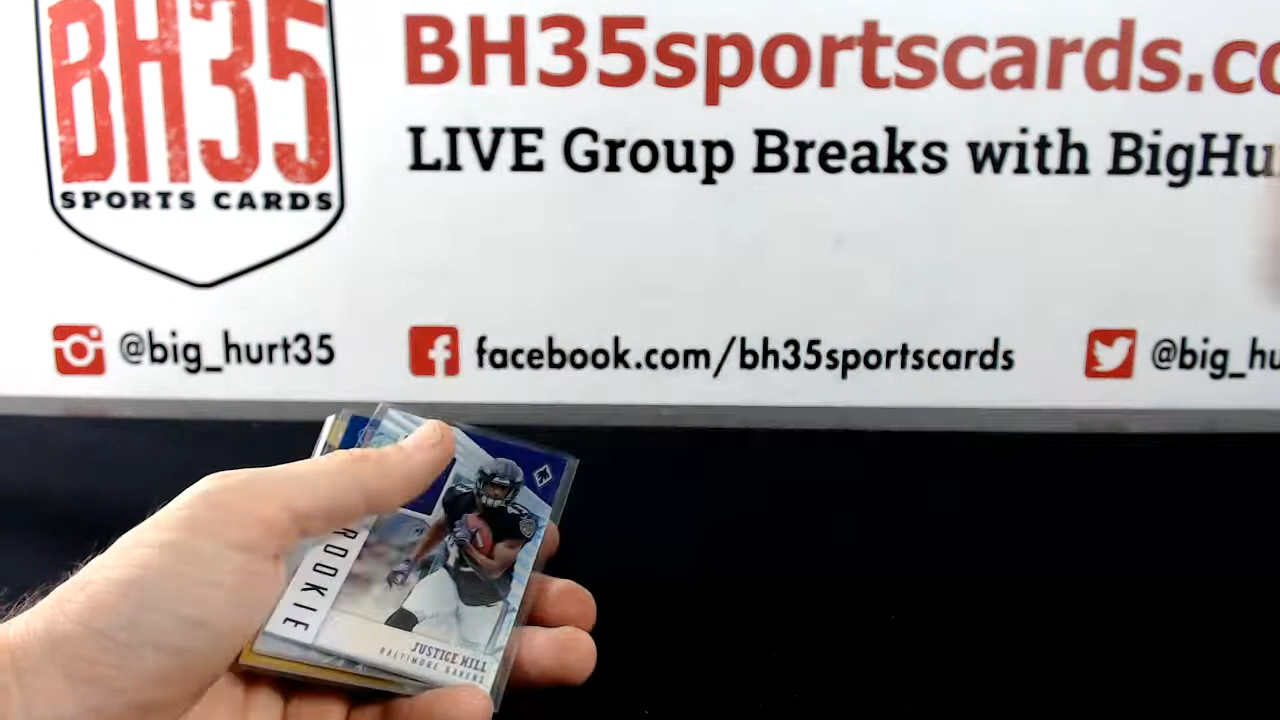 BH35
SPORTS CARDS
BH35sportscards.co
LIVE Group Breaks with BigHu
@big_hurt35
facebook.com/bh35sportscards
@big_hu
ROOKIE
JUSTICE HILL
BALTIMORE RAVENS